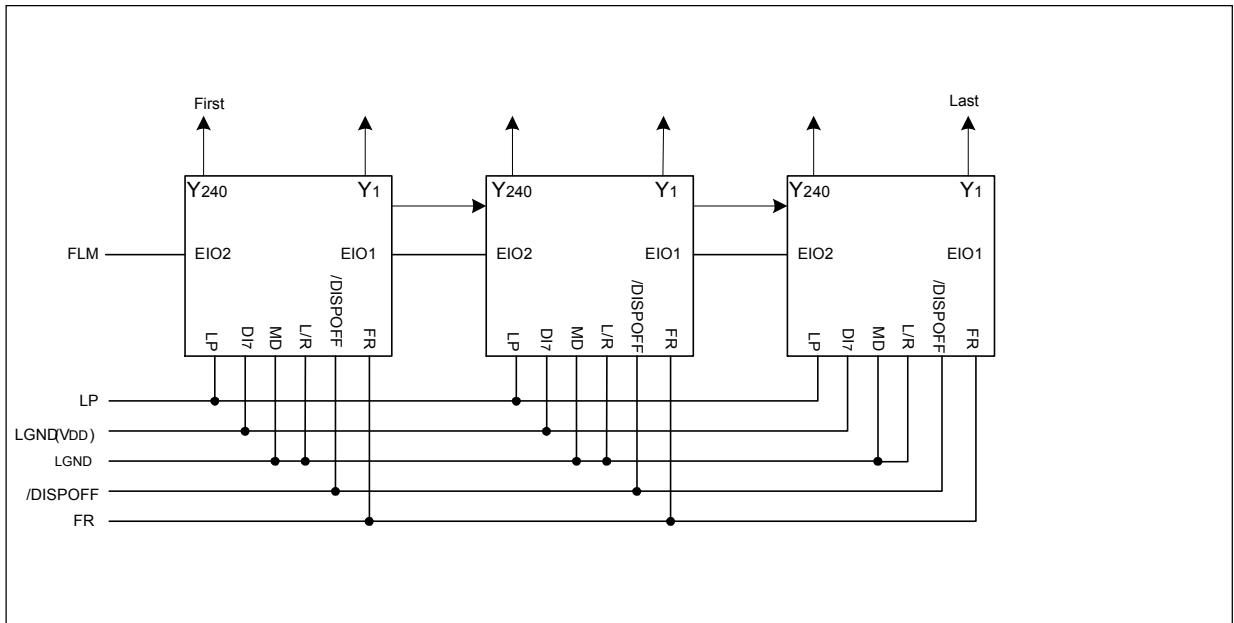 First
Last
Y240 Y1 Y240 Y1 Y240 Y1
FLM EIO2 EIO1 EIO2 EIO1 EIO2 EIO1
LP DI7 MD L/R /DISPOFF FR LP DI7 MD L/R /DISPOFF FR LP DI7 MD L/R /DISPOFF FR
LP
LGND(VDD)
LGND
/DISPOFF
FR